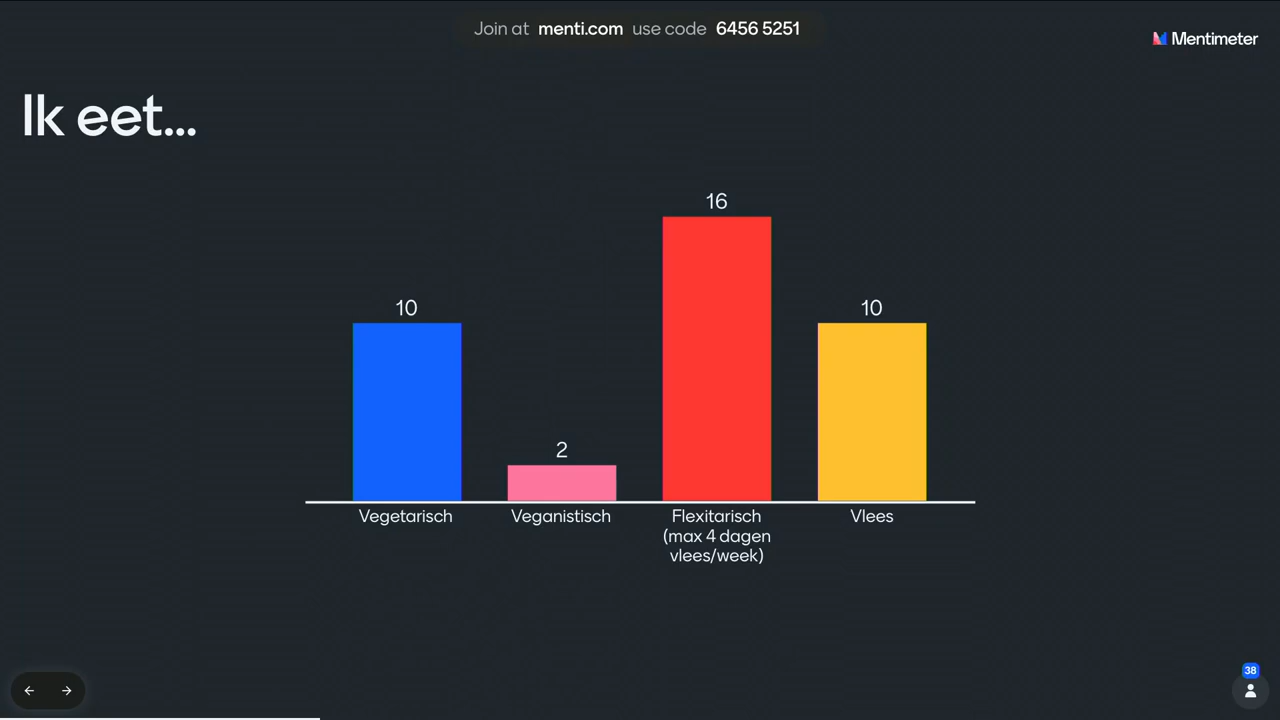 Join at menti.com use code 6456 5251
Mentimeter
Ik eet...
16
10
10
2
Vegetarisch
Veganistisch
Flexitarisch
(max 4 dagen
vlees/week)
Vlees
38